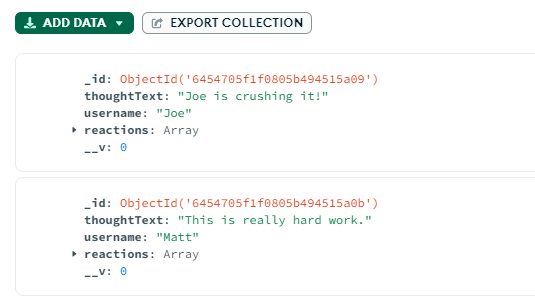 ADD DATA EXPORT COLLECTION
_id: ObjectId('6454705f1f0805b494515a09')
thoughtText: "Joe is crushing it!"
username: "Joe"
reactions: Array
__v: 0
_id: ObjectId('6454705f1f0805b494515a0b')
thoughtText: "This is really hard work."
username: "Matt"
reactions: Array
__v: 0